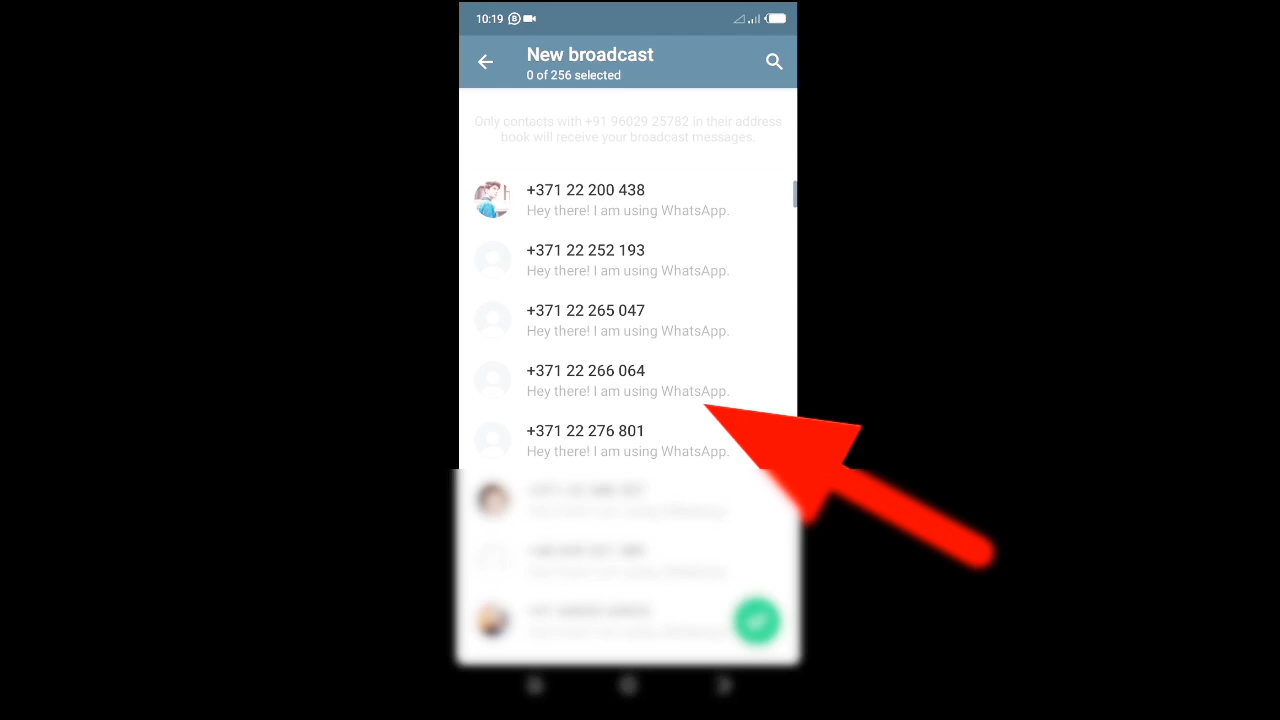 10:19
New broadcast
0 of 256 selected
Only contacts with +91 96029 25782 in their address
book will receive your broadcast messages.
+371 22 200 438
Hey there! I am using WhatsApp.
+371 22 252 193
Hey there! I am using WhatsApp.
+371 22 265 047
Hey there! I am using WhatsApp.
+371 22 266 064
Hey there! I am using WhatsApp.
+371 22 276 801
Hey there! I am using WhatsApp.